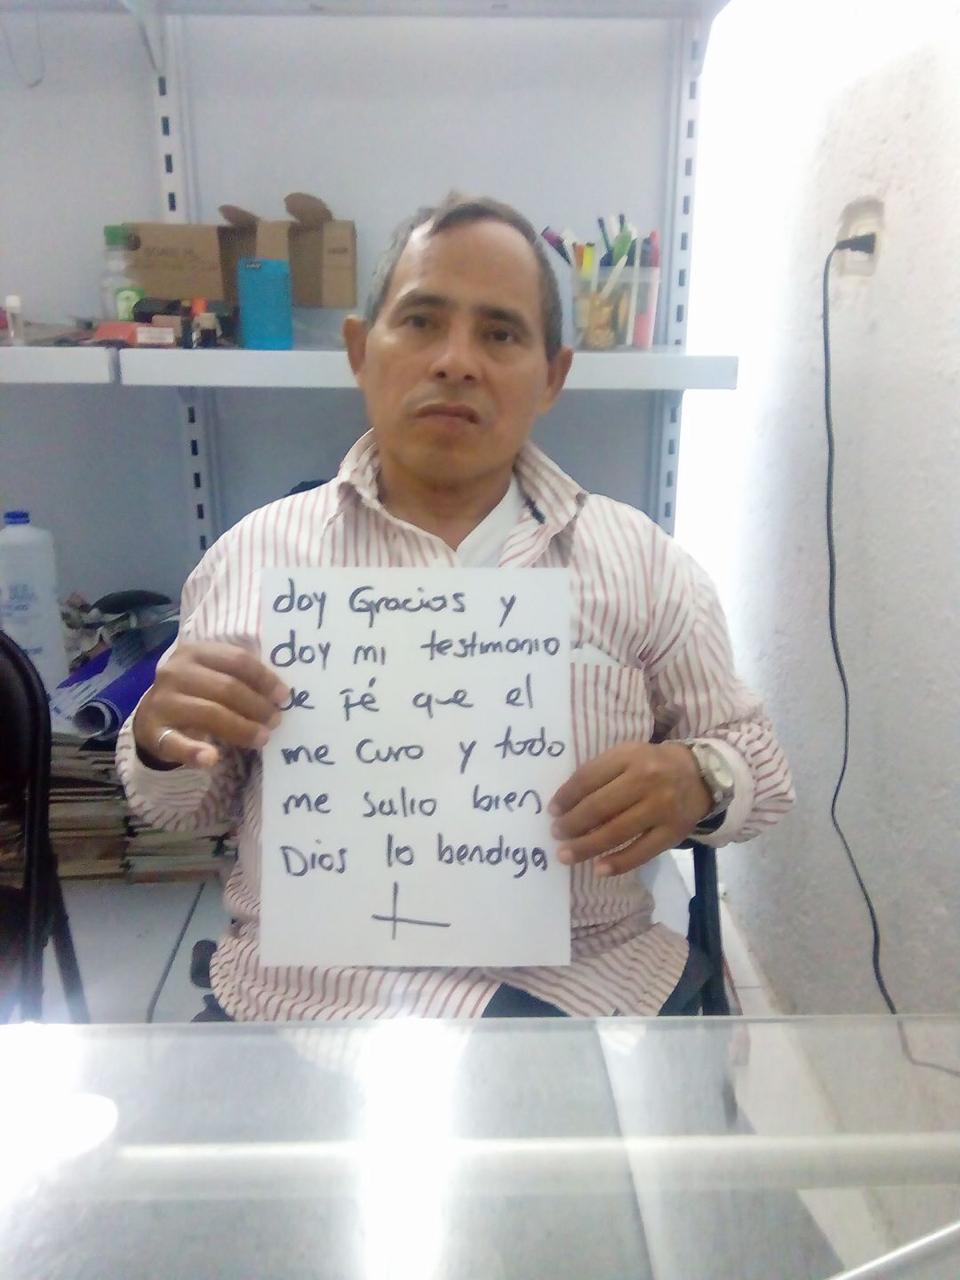 doy Gracias y
doy mi testimonio
de fé que el
me curo y todo
me salio bien
Dios lo bendiga